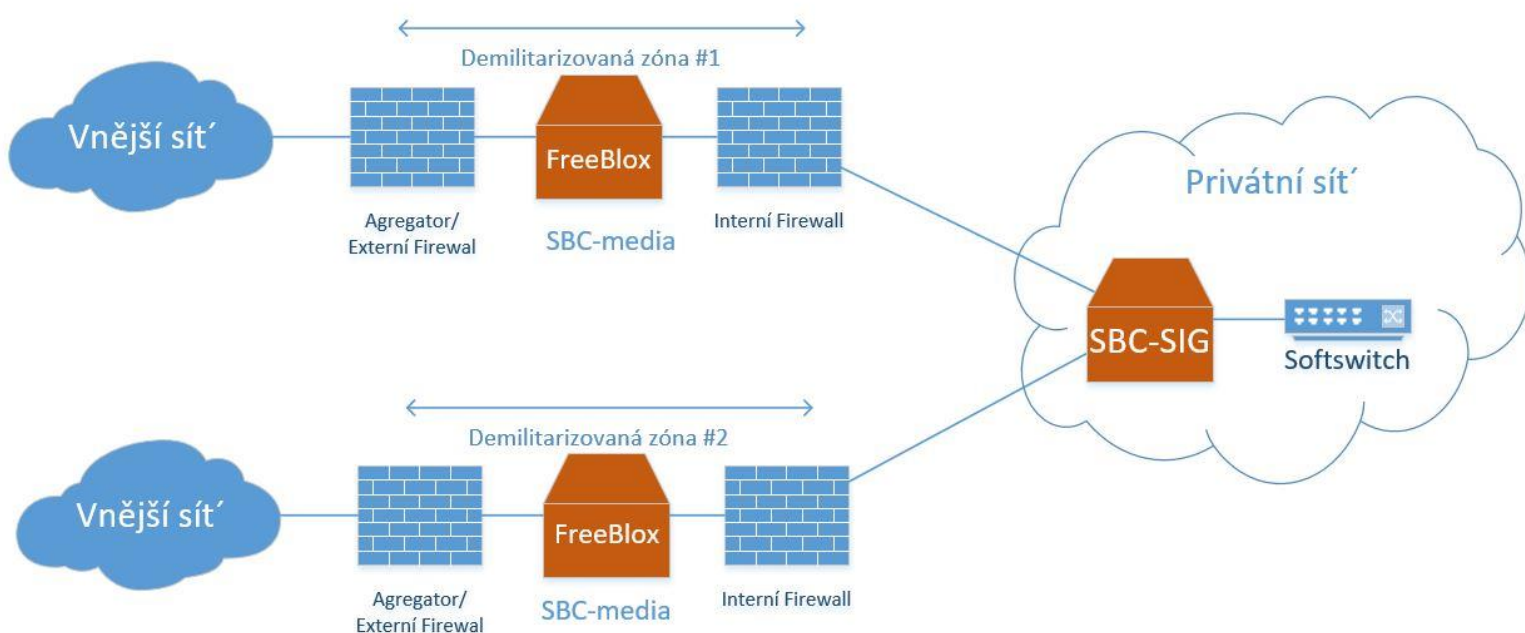 Demilitarizovaná zóna #1
Vnější sít´
FreeBlox
Agregator/
Externí Firewal
SBC-media
Interní Firewall
Privátní sít´
SBC-SIG
Softswitch
Demilitarizovaná zóna #2
Vnější sít´
FreeBlox
Agregator/
Externí Firewal
SBC-media
Interní Firewall